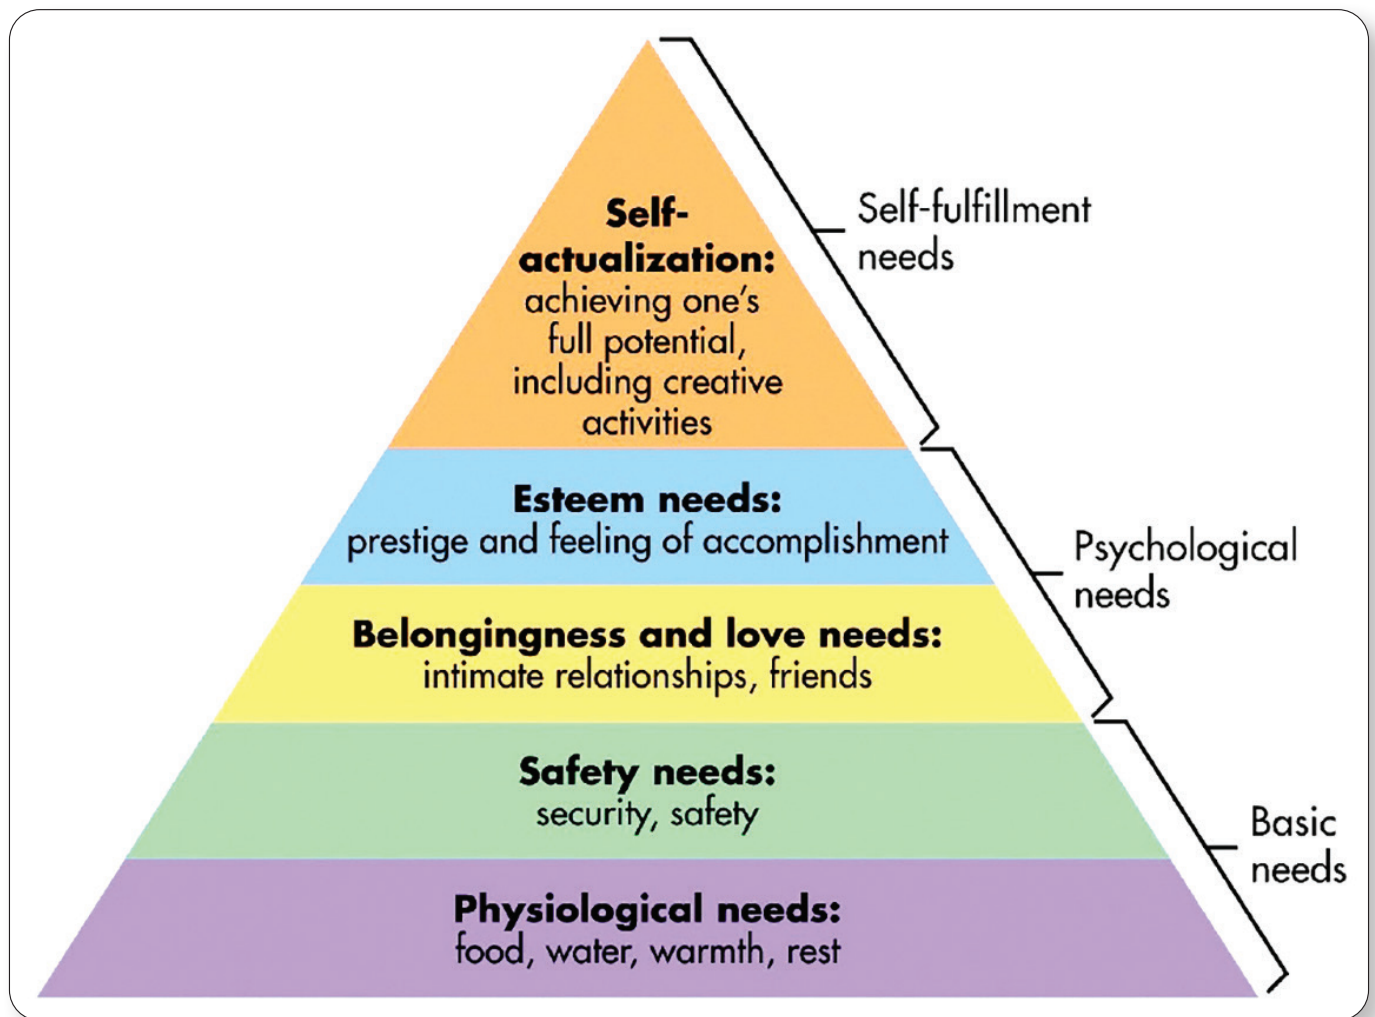 Self-
actualization:
achieving one's
full potential,
including creative
activities
Self-fulfillment
needs
Esteem needs:
prestige and feeling of accomplishment
Psychological
needs
Belongingness and love needs:
intimate relationships, friends
Safety needs:
security, safety
Basic
needs
Physiological needs:
food, water, warmth, rest